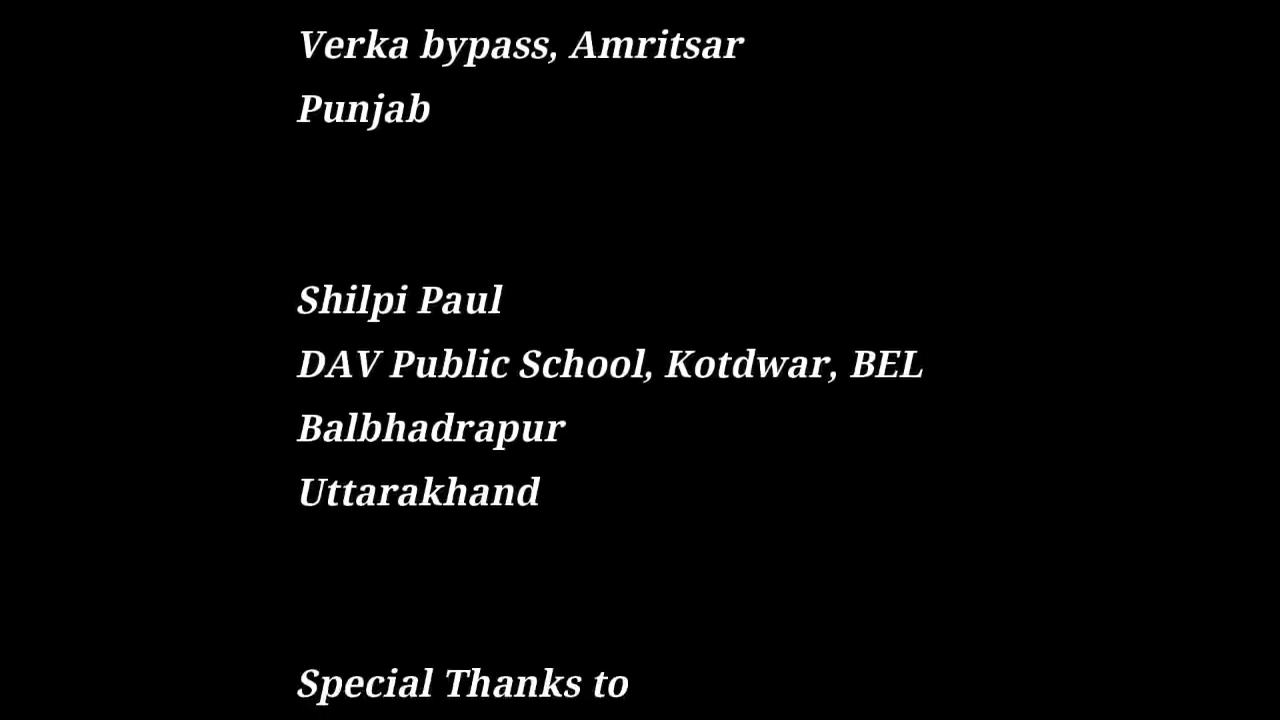 Verka bypass, Amritsar
Punjab
Shilpi Paul
DAV Public School, Kotdwar, BEL
Balbhadrapur
Uttarakhand
Special Thanks to